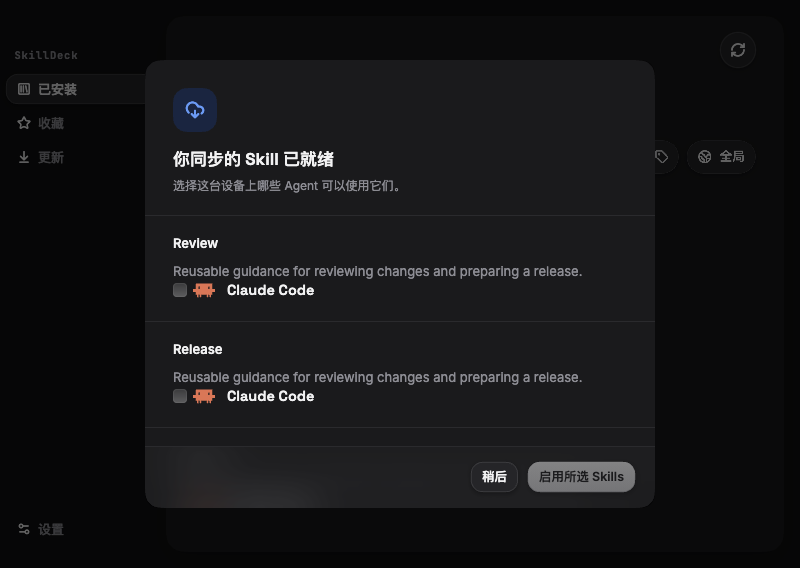 SkillDeck
已安装
收藏
更新
全局
你同步的 Skill 已就绪
选择这台设备上哪些 Agent 可以使用它们。
Review
Reusable guidance for reviewing changes and preparing a release.
Claude Code
Release
Reusable guidance for reviewing changes and preparing a release.
Claude Code
稍后
启用所选 Skills
设置